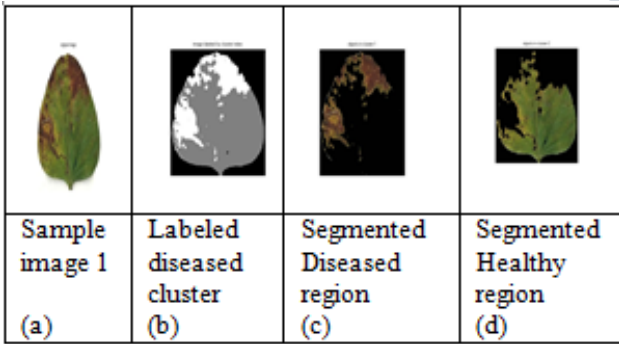 Sample
image 1
(a)
Labeled
diseased
cluster
(b)
Segmented
Diseased
region
(c)
Segmented
Healthy
region
(d)